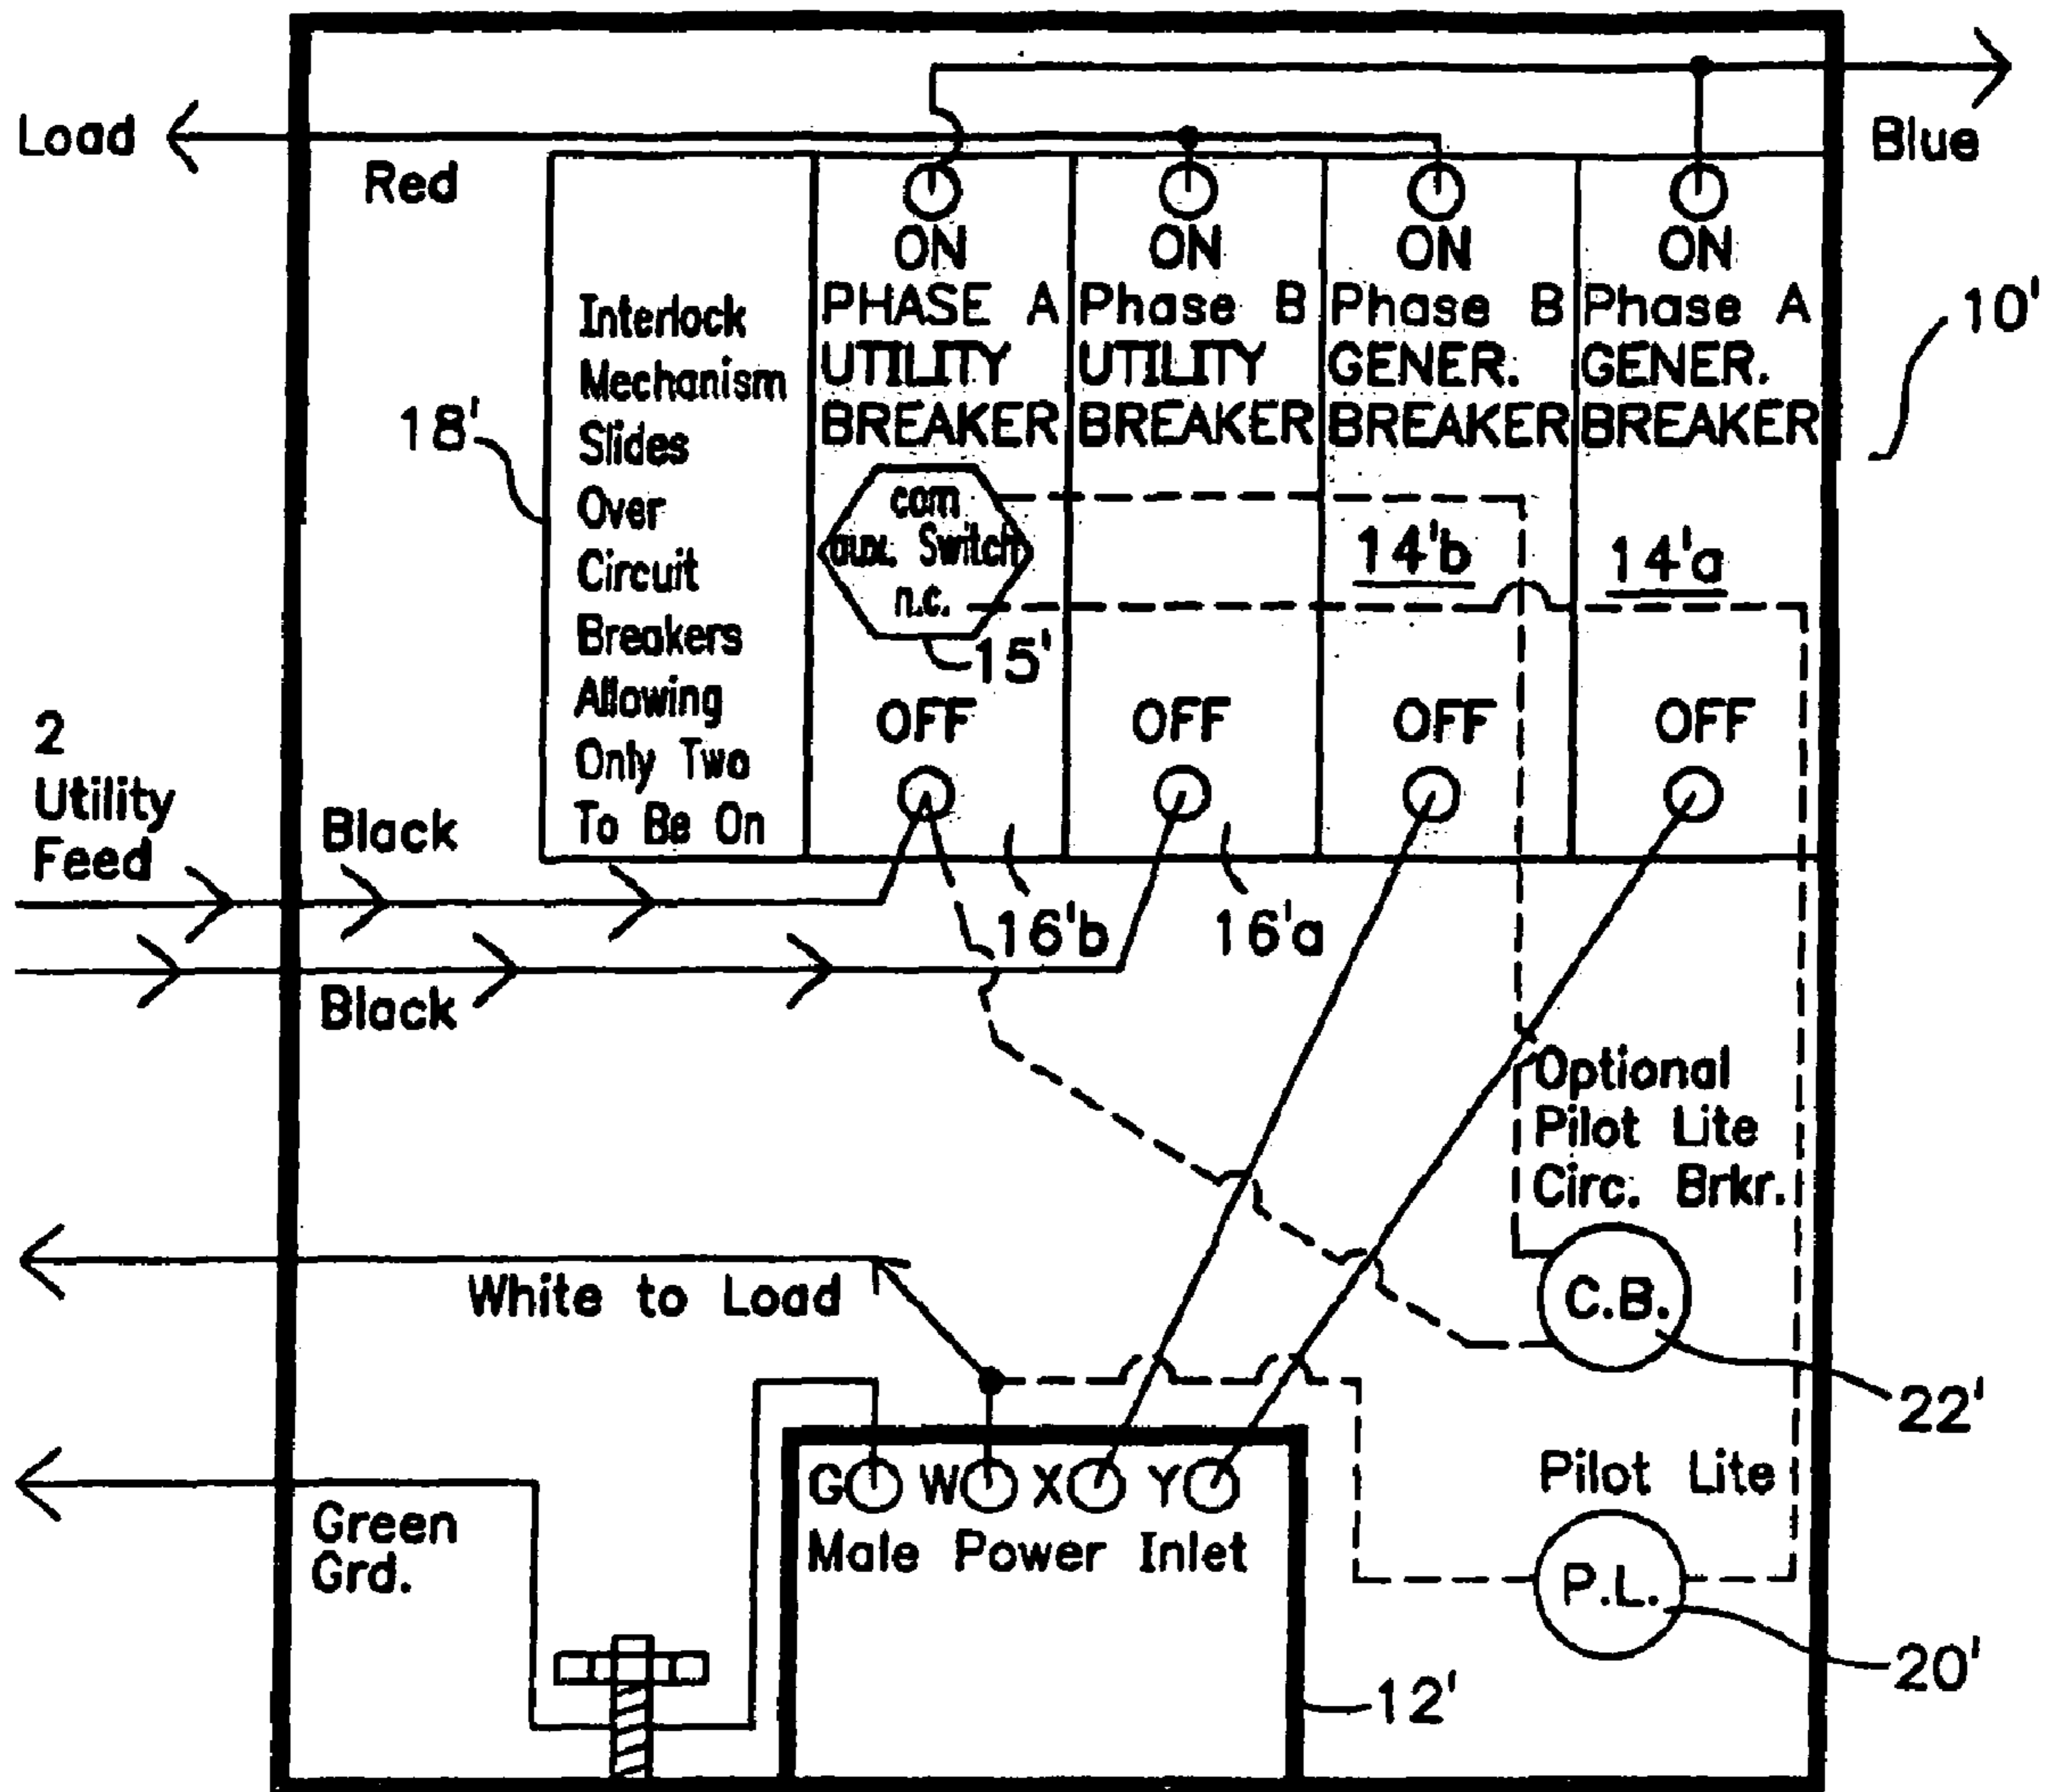 Load
Red
Blue
ON
ON
ON
ON
Interlock
Mechanism
Slides
Over
Circuit
Breakers
Allowing
Only Two
To Be On
PHASE A
UTILITY
BREAKER
Phase B
UTILITY
BREAKER
Phase B
GENER.
BREAKER
Phase A
GENER.
BREAKER
10'
18'
com
aux. Switch
n.c.
15'
14'b
14'a
OFF
OFF
OFF
OFF
2
Utility
Feed
Black
Black
16'b
16'a
Optional
Pilot Lite
Circ. Brkr.
C.B.
22'
White to Load
Green
Grd.
G W X Y
Male Power Inlet
12'
Pilot Lite
P.L.
20'